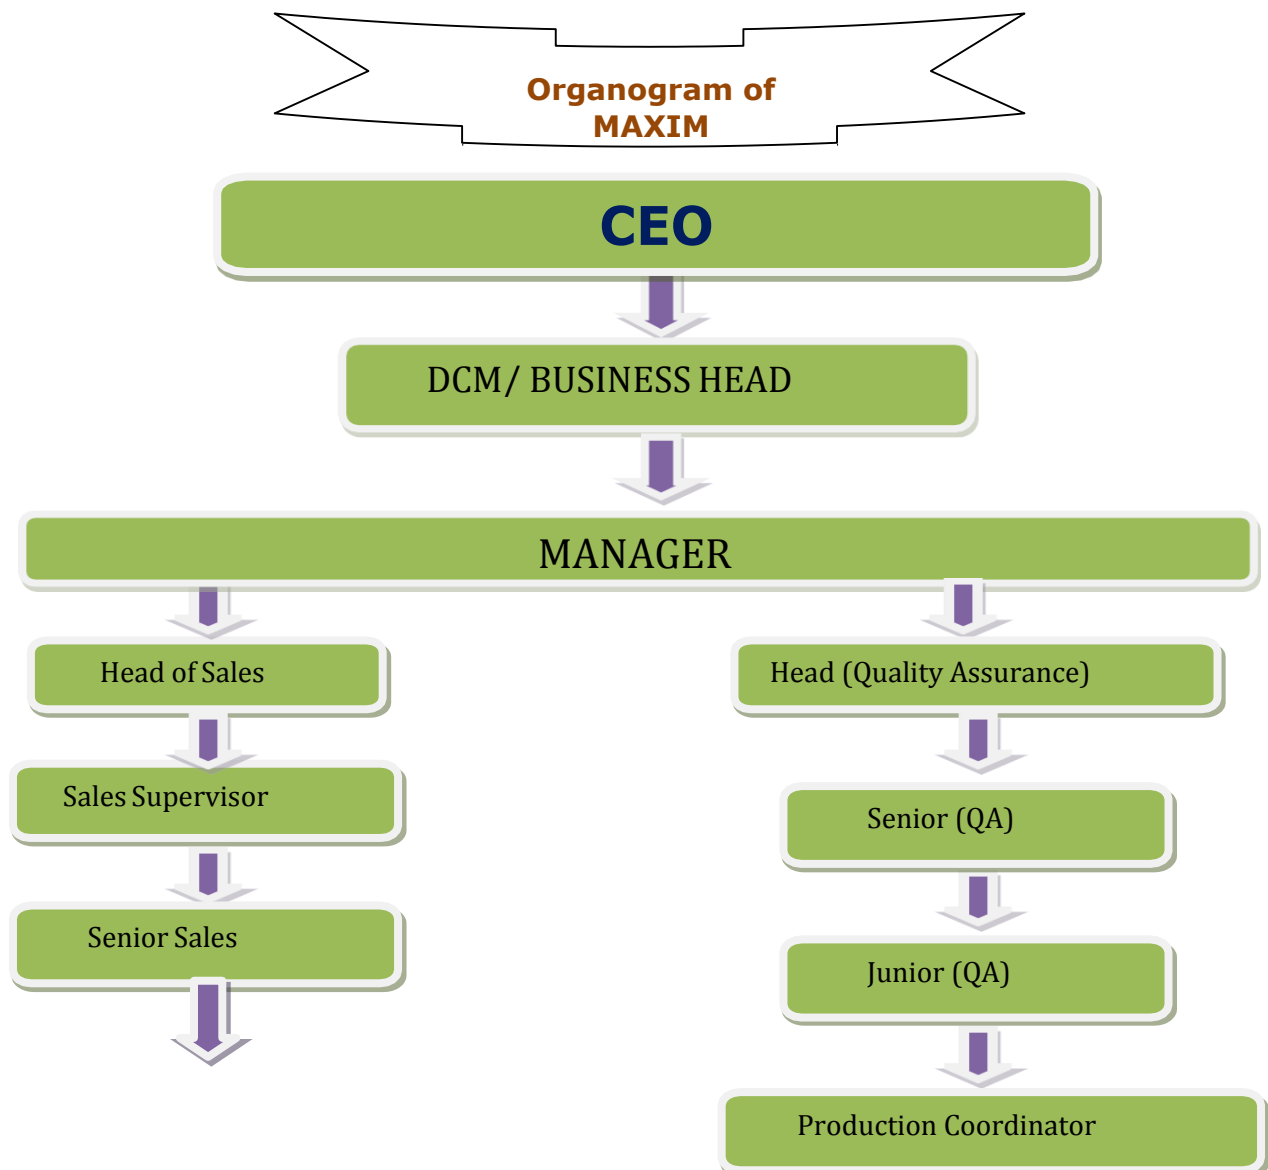 Organogram of
MAXIM
CEO
DCM/ BUSINESS HEAD
MANAGER
Head of Sales
Head (Quality Assurance)
Sales Supervisor
Senior (QA)
Senior Sales
Junior (QA)
Production Coordinator